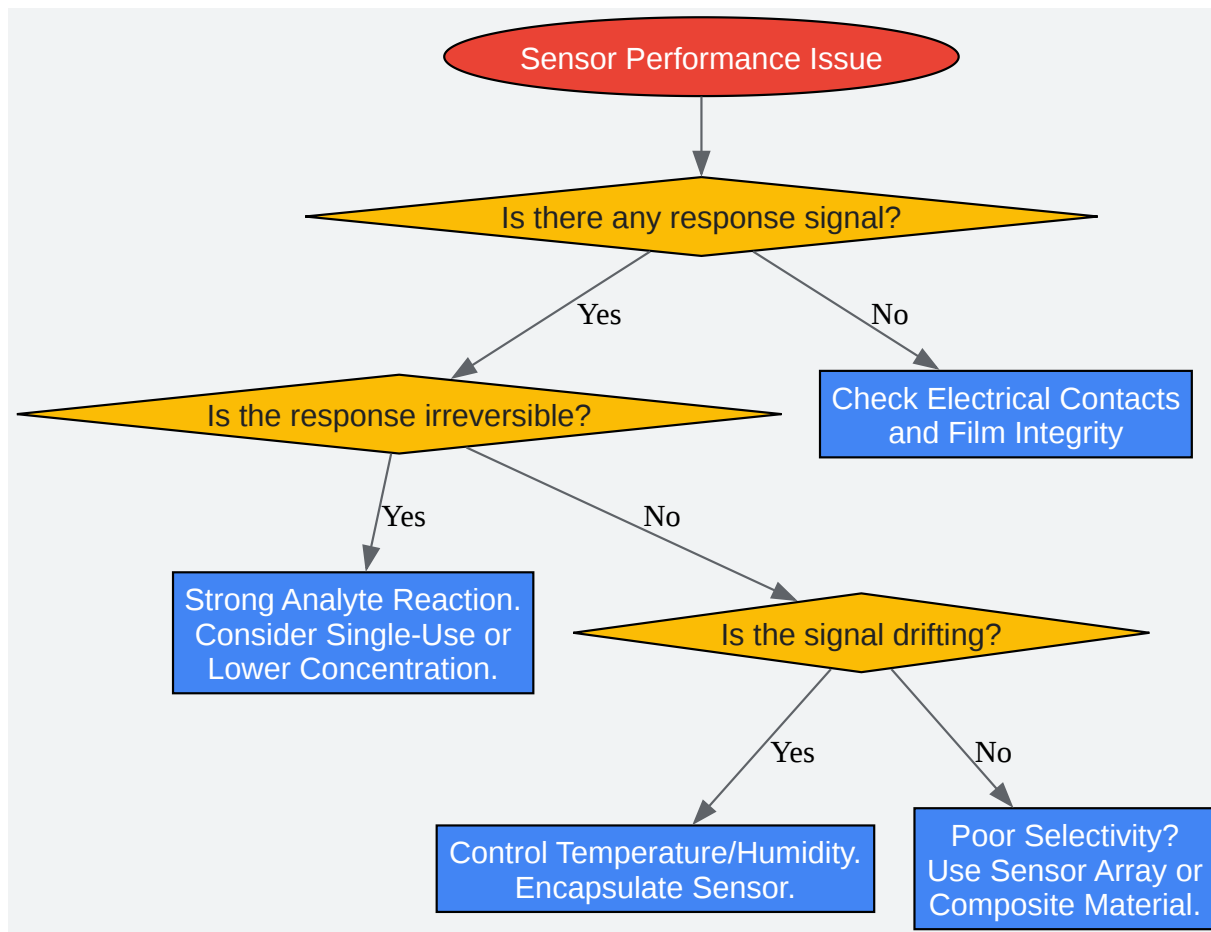 Sensor Performance Issue
Is there any response signal?
Yes
No
Is the response irreversible?
Check Electrical Contacts
and Film Integrity
Yes
No
Strong Analyte Reaction.
Consider Single-Use or
Lower Concentration.
Is the signal drifting?
Yes
No
Control Temperature/Humidity.
Encapsulate Sensor.
Poor Selectivity?
Use Sensor Array or
Composite Material.